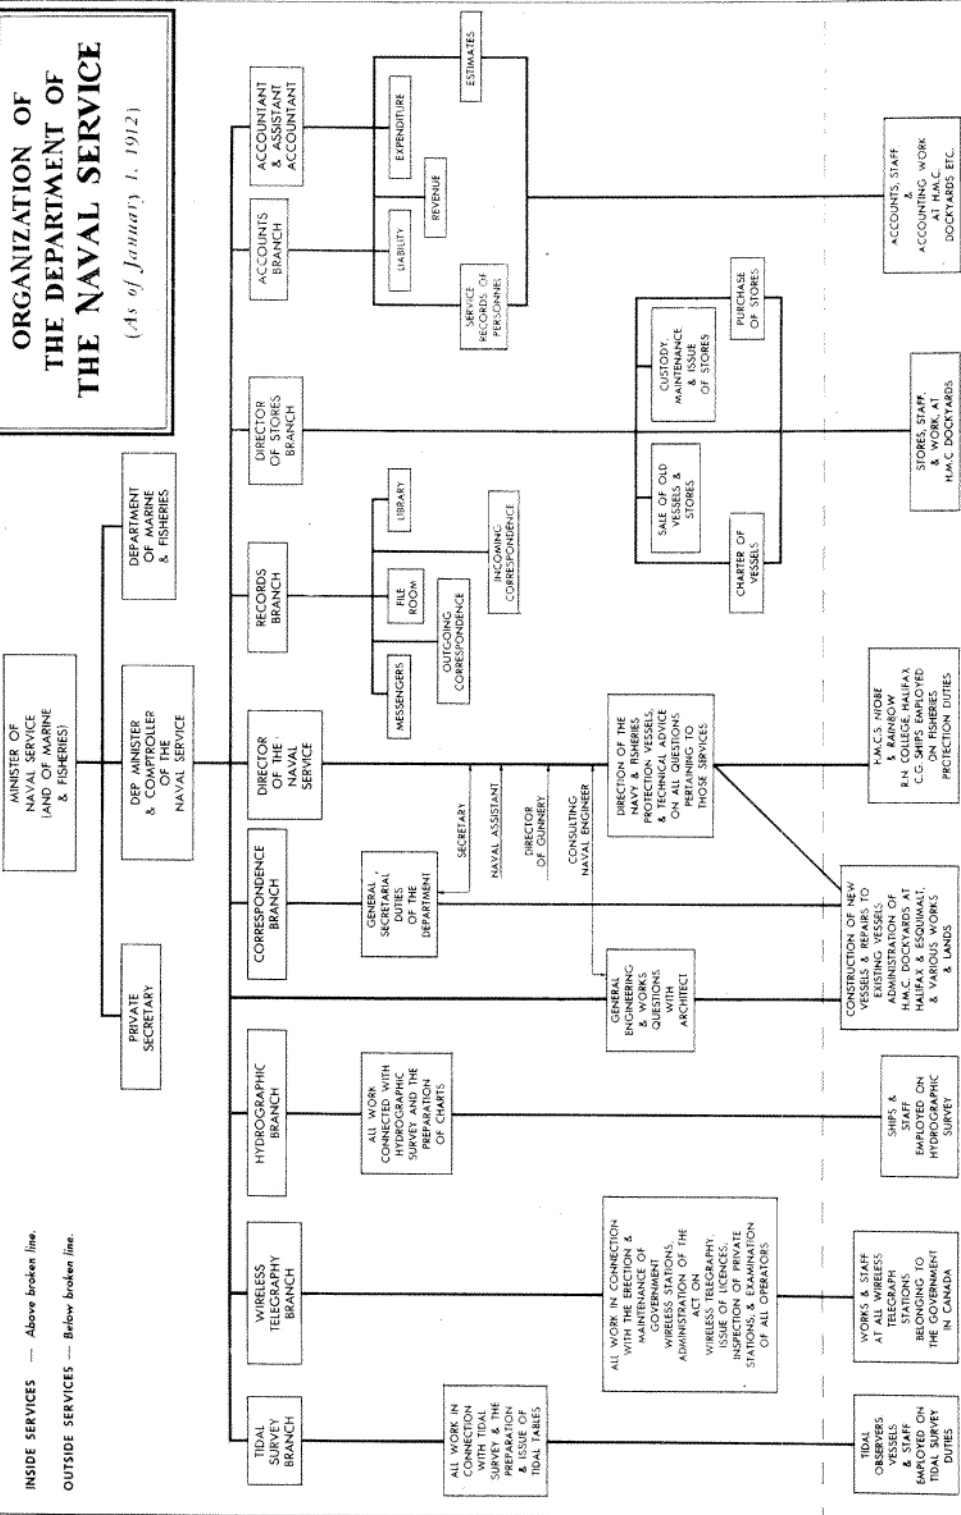 ORGANIZATION OF
THE DEPARTMENT OF
THE NAVAL SERVICE
(As of January 1, 1912)
INSIDE SERVICES — Above broken line.
OUTSIDE SERVICES — Below broken line.
MINISTER OF
NAVAL SERVICE
(AND OF MARINE
& FISHERIES)
PRIVATE
SECRETARY
DEP MINISTER
& COMPTROLLER
OF THE
NAVAL SERVICE
DEPARTMENT
OF MARINE
& FISHERIES
TIDAL
SURVEY
BRANCH
WIRELESS
TELEGRAPHY
BRANCH
HYDROGRAPHIC
BRANCH
CORRESPONDENCE
BRANCH
DIRECTOR
OF THE
NAVAL
SERVICE
RECORDS
BRANCH
DIRECTOR
OF STORES
BRANCH
ACCOUNTS
BRANCH
ACCOUNTANT
& ASSISTANT
ACCOUNTANT
ALL WORK
CONNECTED WITH
HYDROGRAPHIC
SURVEY AND THE
PREPARATION
OF CHARTS
GENERAL
SECRETARIAL
DUTIES
OF THE
DEPARTMENT
MESSENGERS
FILE
ROOM
LIBRARY
OUTGOING
CORRESPONDENCE
INCOMING
CORRESPONDENCE
LIABILITY
REVENUE
EXPENDITURE
SERVICE
RECORDS OF
PERSONNEL
ESTIMATES
ALL WORK IN
CONNECTION
WITH TIDAL
SURVEY & THE
PREPARATION
& ISSUE OF
TIDAL TABLES
SECRETARY
NAVAL ASSISTANT
DIRECTOR
OF GUNNERY
CONSULTING
NAVAL ENGINEER
ALL WORK IN CONNECTION
WITH THE ERECTION &
MAINTENANCE OF
GOVERNMENT
WIRELESS STATIONS,
ADMINISTRATION OF THE
ACT ON
WIRELESS TELEGRAPHY,
ISSUE OF LICENCES,
INSPECTION OF PRIVATE
STATIONS, & EXAMINATION
OF ALL OPERATORS
GENERAL
ENGINEERING
& WORKS
QUESTIONS
WITH
ARCHITECT
DIRECTION OF THE
NAVY & FISHERIES
PROTECTION VESSELS,
& TECHNICAL ADVICE
ON ALL QUESTIONS
PERTAINING TO
THOSE SERVICES
SALE OF OLD
VESSELS &
STORES
CUSTODY,
MAINTENANCE
& ISSUE
OF STORES
CHARTER OF
VESSELS
PURCHASE
OF STORES
TIDAL
OBSERVERS
VESSELS
& STAFF
EMPLOYED ON
TIDAL SURVEY
DUTIES
WORKS & STAFF
AT ALL WIRELESS
TELEGRAPH
STATIONS
BELONGING TO
THE GOVERNMENT
IN CANADA
SHIPS &
STAFF
EMPLOYED ON
HYDROGRAPHIC
SURVEY
CONSTRUCTION OF NEW
VESSELS & REPAIRS TO
EXISTING VESSELS
ADMINISTRATION OF
H.M.C. DOCKYARDS AT
HALIFAX & ESQUIMALT,
& VARIOUS WORKS
& LANDS
H.M.C.S NIOBE
& RAINBOW
R.N COLLEGE, HALIFAX
C.G. SHIPS EMPLOYED
ON FISHERIES
PROTECTION DUTIES
STORES, STAFF,
& WORK, AT
H.M.C DOCKYARDS
ACCOUNTS, STAFF,
&
ACCOUNTING WORK
AT H.M.C.
DOCKYARDS ETC.